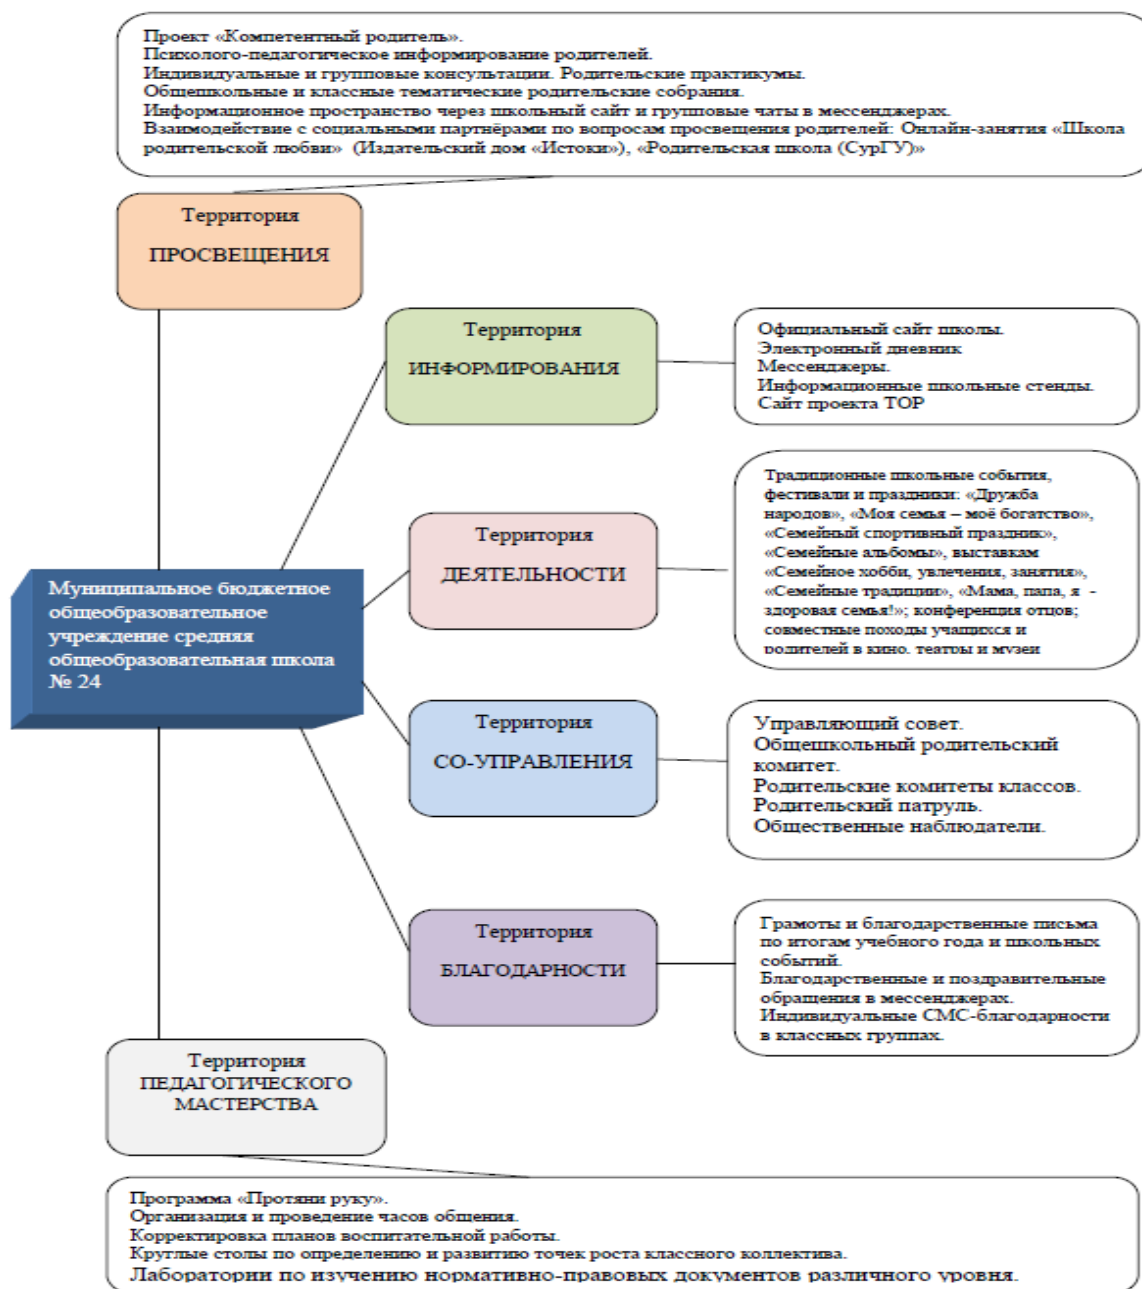 Проект «Компетентный родитель».
Психолого-педагогическое информирование родителей.
Индивидуальные и групповые консультации. Родительские практикумы.
Общешкольные и классные тематические родительские собрания.
Информационное пространство через школьный сайт и групповые чаты в мессенджерах.
Взаимодействие с социальными партнёрами по вопросам просвещения родителей: Онлайн-занятия «Школа
родительской любви» (Издательский дом «Истоки»), «Родительская школа (СурГУ)»
Территория
ПРОСВЕЩЕНИЯ
Территория
ИНФОРМИРОВАНИЯ
Официальный сайт школы.
Электронный дневник
Мессенджеры.
Информационные школьные стенды.
Сайт проекта ТОР
Территория
ДЕЯТЕЛЬНОСТИ
Традиционные школьные события,
фестивали и праздники: «Дружба
народов», «Моя семья – моё богатство»,
«Семейный спортивный праздник»,
«Семейные альбомы», выставкам
«Семейное хобби, увлечения, занятия»,
«Семейные традиции», «Мама, папа, я -
здоровая семья!»; конференция отцов;
совместные походы учащихся и
родителей в кино, театры и музеи
Муниципальное бюджетное
общеобразовательное
учреждение средняя
общеобразовательная школа
№ 24
Территория
СО-УПРАВЛЕНИЯ
Управляющий совет.
Общешкольный родительский
комитет.
Родительские комитеты классов.
Родительский патруль.
Общественные наблюдатели.
Территория
БЛАГОДАРНОСТИ
Грамоты и благодарственные письма
по итогам учебного года и школьных
событий.
Благодарственные и поздравительные
обращения в мессенджерах.
Индивидуальные СМС-благодарности
в классных группах.
Территория
ПЕДАГОГИЧЕСКОГО
МАСТЕРСТВА
Программа «Протяни руку».
Организация и проведение часов общения.
Корректировка планов воспитательной работы.
Круглые столы по определению и развитию точек роста классного коллектива.
Лаборатории по изучению нормативно-правовых документов различного уровня.